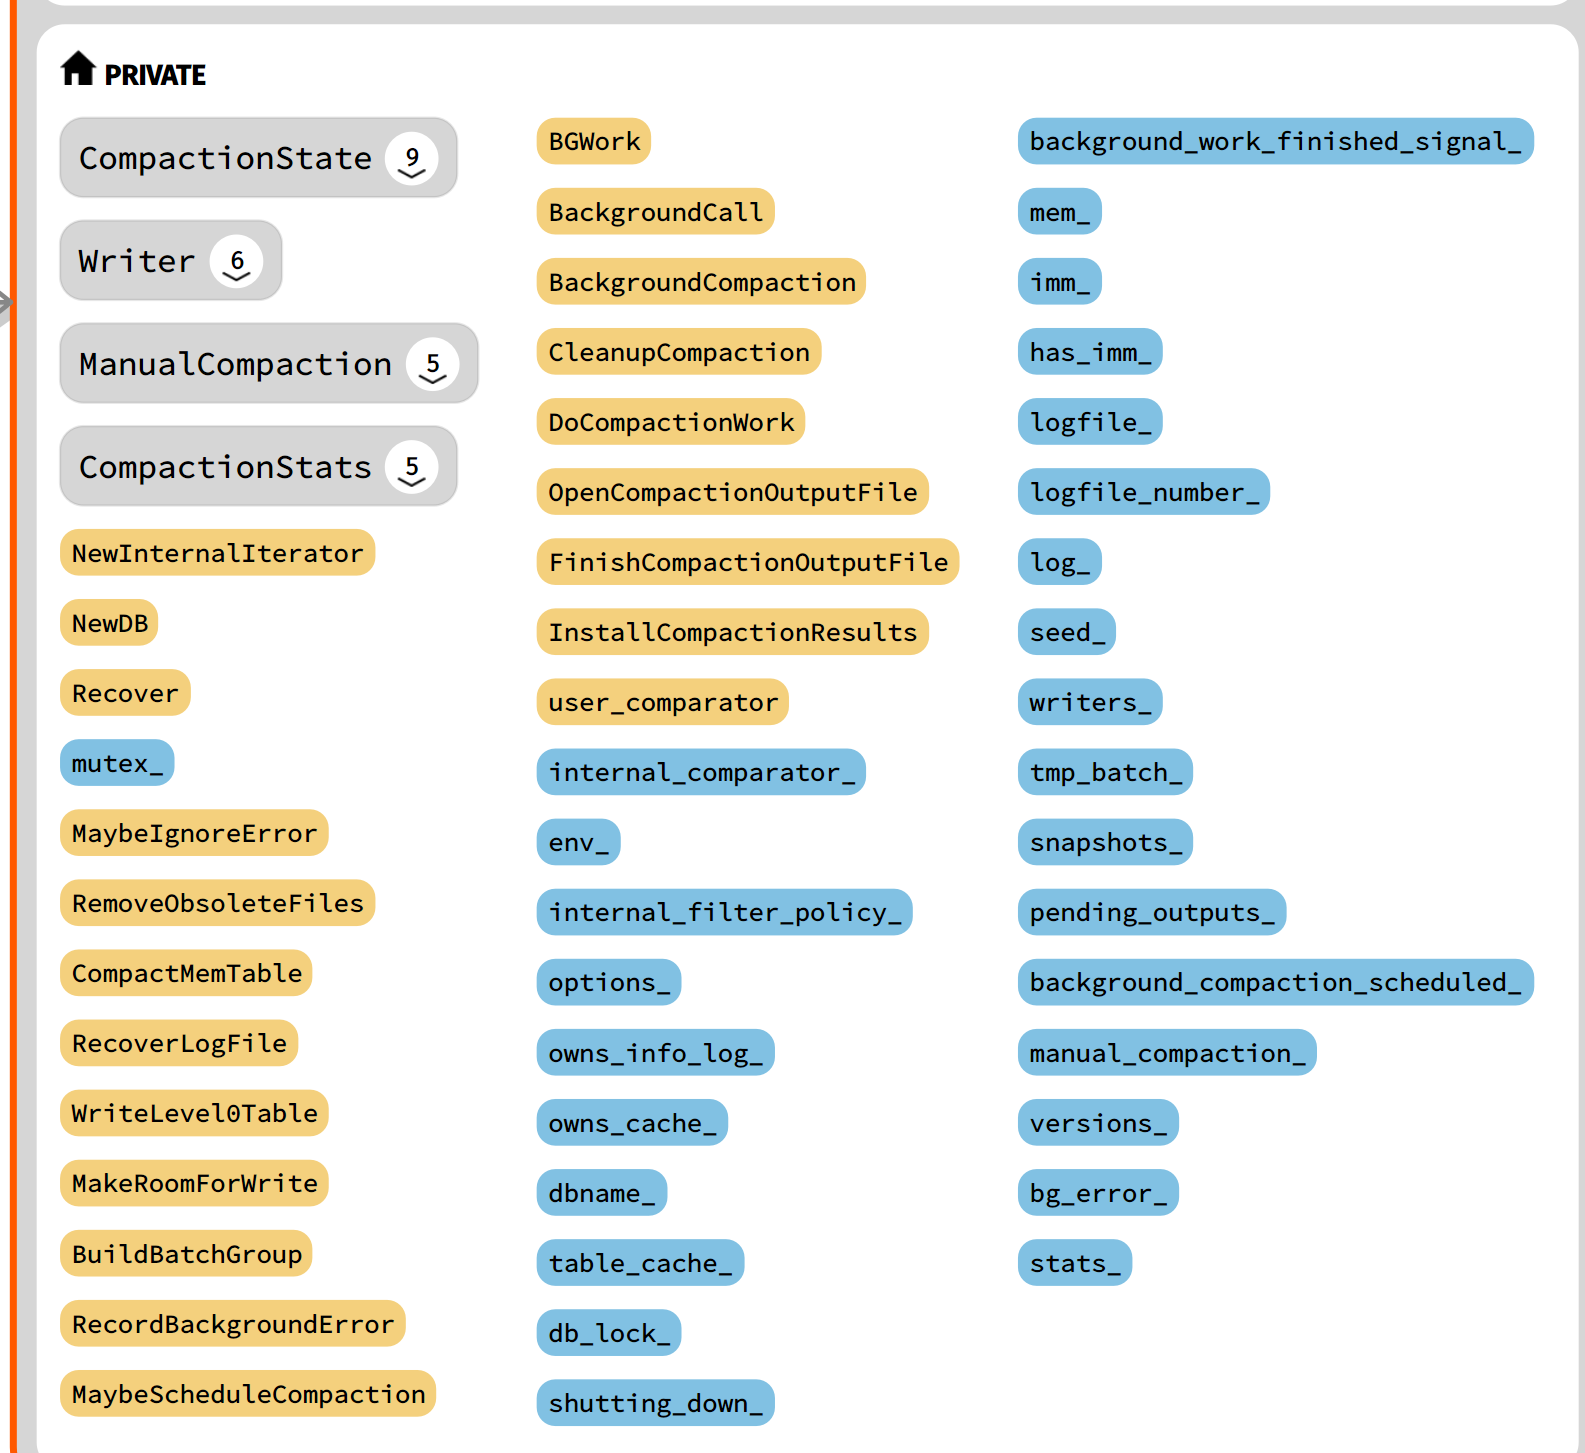 PRIVATE
CompactionState 9
Writer 6
ManualCompaction 5
CompactionStats 5
NewInternalIterator
NewDB
Recover
mutex_
MaybeIgnoreError
RemoveObsoleteFiles
CompactMemTable
RecoverLogFile
WriteLevel0Table
MakeRoomForWrite
BuildBatchGroup
RecordBackgroundError
MaybeScheduleCompaction
BGWork
BackgroundCall
BackgroundCompaction
CleanupCompaction
DoCompactionWork
OpenCompactionOutputFile
FinishCompactionOutputFile
InstallCompactionResults
user_comparator
internal_comparator_
env_
internal_filter_policy_
options_
owns_info_log_
owns_cache_
dbname_
table_cache_
db_lock_
shutting_down_
background_work_finished_signal_
mem_
imm_
has_imm_
logfile_
logfile_number_
log_
seed_
writers_
tmp_batch_
snapshots_
pending_outputs_
background_compaction_scheduled_
manual_compaction_
versions_
bg_error_
stats_